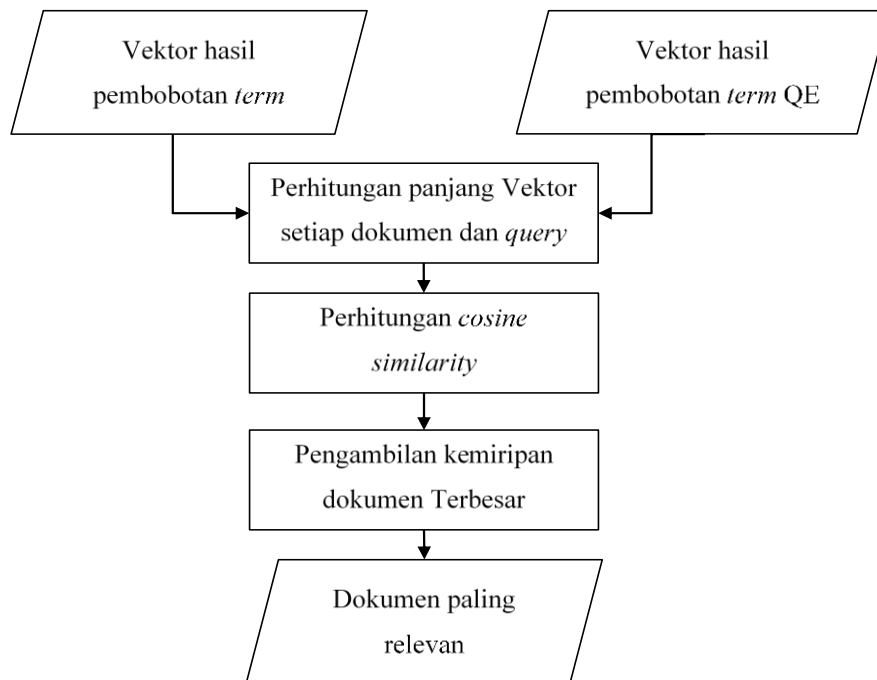 Vektor hasil
pembobotan term
Vektor hasil
pembobotan term QE
Perhitungan panjang Vektor
setiap dokumen dan query
Perhitungan cosine
similarity
Pengambilan kemiripan
dokumen Terbesar
Dokumen paling
relevan